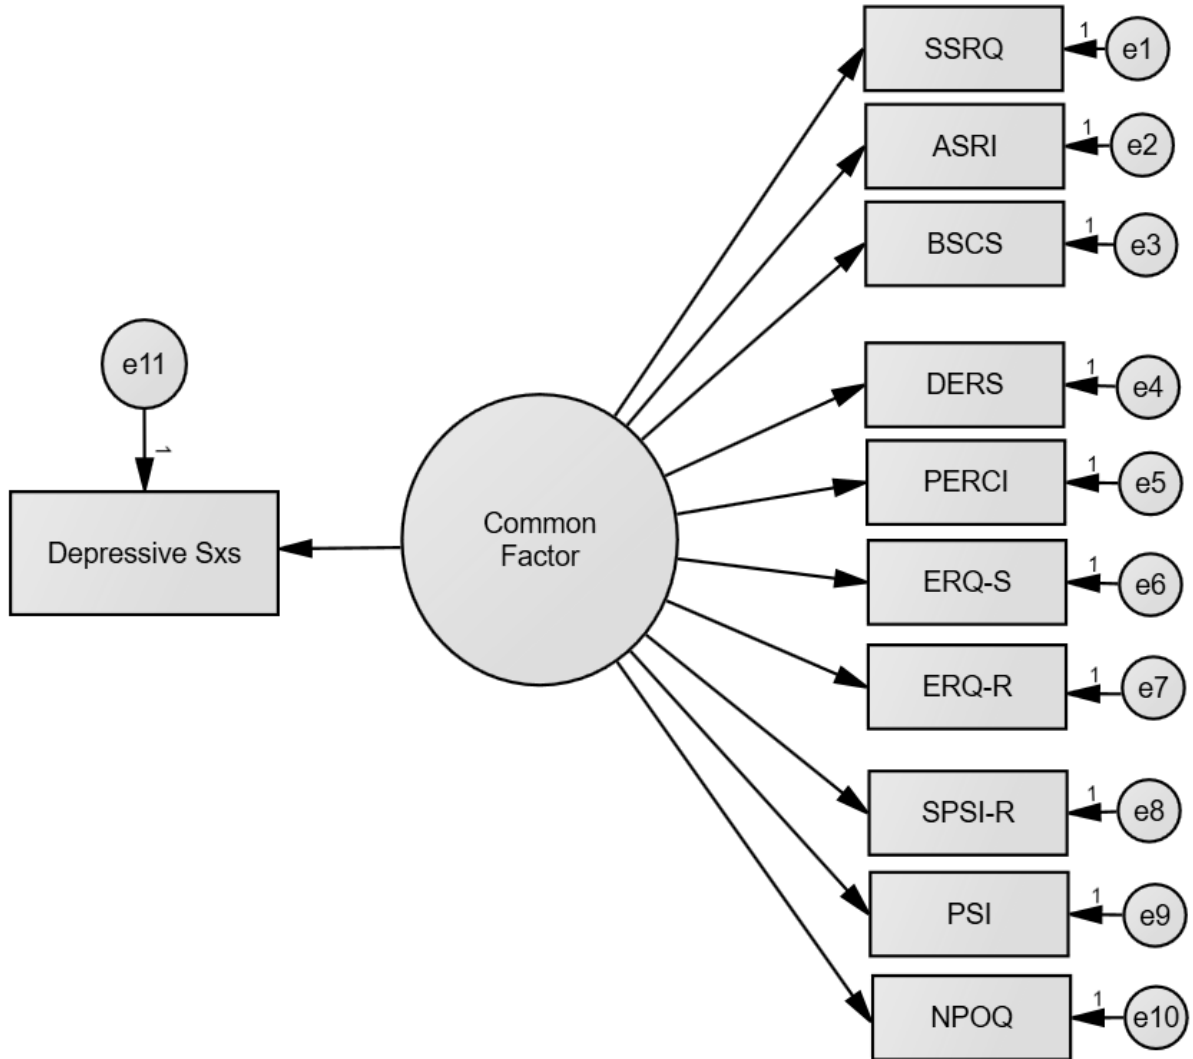 SSRQ
1
e1
ASRI
1
e2
BSCS
1
e3
DERS
1
e4
PERCI
1
e5
ERQ-S
1
e6
ERQ-R
1
e7
SPSI-R
1
e8
PSI
1
e9
NPOQ
1
e10
e11
1
Depressive Sxs
Common
Factor